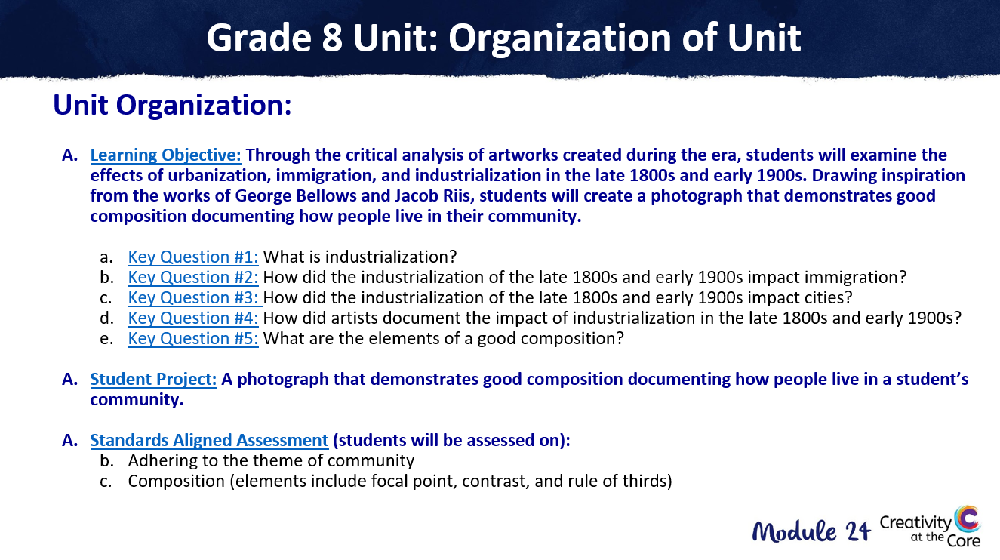 Grade 8 Unit: Organization of Unit
Unit Organization:
A. Learning Objective: Through the critical analysis of artworks created during the era, students will examine the
effects of urbanization, immigration, and industrialization in the late 1800s and early 1900s. Drawing inspiration
from the works of George Bellows and Jacob Riis, students will create a photograph that demonstrates good
composition documenting how people live in their community.
a. Key Question #1: What is industrialization?
b. Key Question #2: How did the industrialization of the late 1800s and early 1900s impact immigration?
c. Key Question #3: How did the industrialization of the late 1800s and early 1900s impact cities?
d. Key Question #4: How did artists document the impact of industrialization in the late 1800s and early 1900s?
e. Key Question #5: What are the elements of a good composition?
A. Student Project: A photograph that demonstrates good composition documenting how people live in a student’s
community.
A. Standards Aligned Assessment (students will be assessed on):
b. Adhering to the theme of community
c. Composition (elements include focal point, contrast, and rule of thirds)
Module 24
Creativity
at the Core